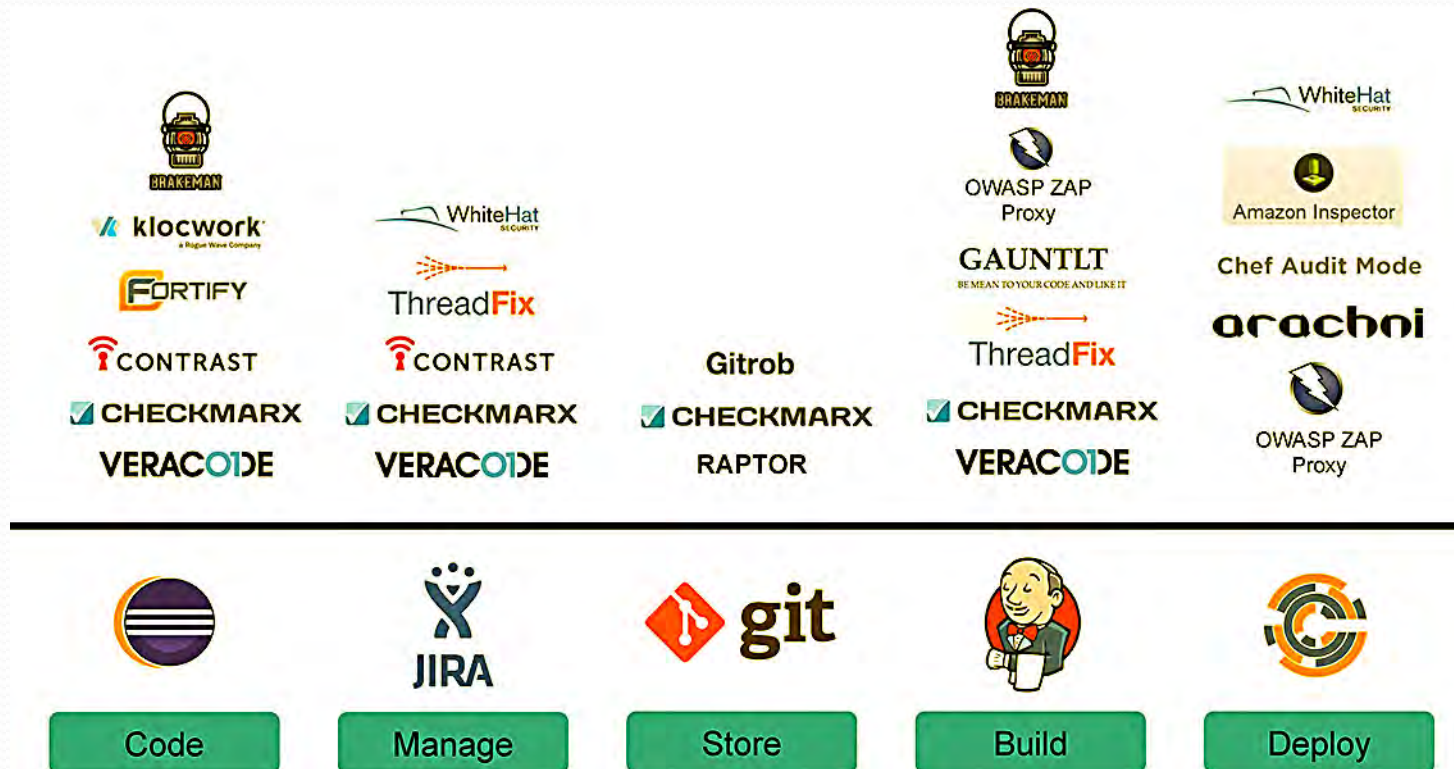 BRAKEMAN
klocwork
a Rogue Wave Company
FORTIFY
CONTRAST
CHECKMARX
VERACODE
WhiteHat
SECURITY
ThreadFix
CONTRAST
CHECKMARX
VERACODE
Gitrob
CHECKMARX
RAPTOR
BRAKEMAN
OWASP ZAP
Proxy
GAUNTLT
BE MEAN TO YOUR CODE AND LIKE IT
ThreadFix
CHECKMARX
VERACODE
WhiteHat
SECURITY
Amazon Inspector
Chef Audit Mode
arachni
OWASP ZAP
Proxy
JIRA
git
Code
Manage
Store
Build
Deploy